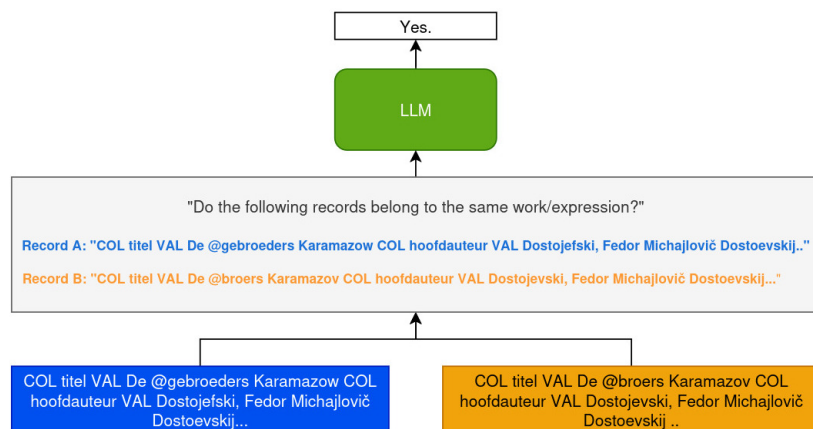 Yes.
LLM
"Do the following records belong to the same work/expression?"
Record A: "COL titel VAL De @gebroeders Karamazow COL hoofdauteur VAL Dostojefski, Fedor Michajlovič Dostoevskij.."
Record B: "COL titel VAL De @broers Karamazov COL hoofdauteur VAL Dostojevski, Fedor Michajlovič Dostoevskij..."
COL titel VAL De @gebroeders Karamazow COL
hoofdauteur VAL Dostojefski, Fedor Michajlovič
Dostoevskij...
COL titel VAL De @broers Karamazov COL
hoofdauteur VAL Dostojevski, Fedor Michajlovič
Dostoevskij ..